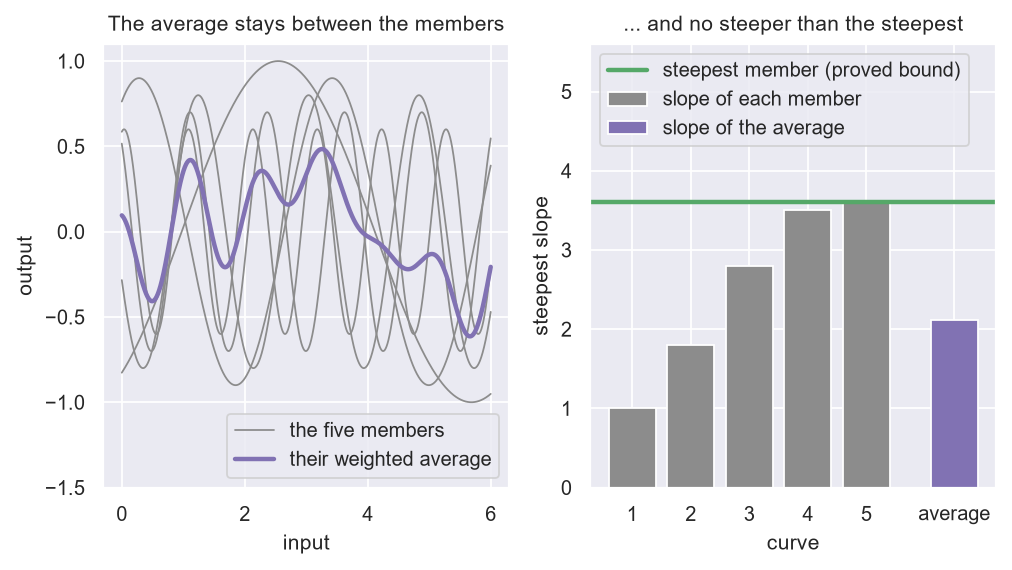 The average stays between the members
1.0
0.5
0.0
−0.5
−1.0
−1.5
output
0
2
4
6
input
the five members
their weighted average
... and no steeper than the steepest
steepest member (proved bound)
slope of each member
slope of the average
5
4
3
2
1
0
steepest slope
1
2
3
4
5
average
curve